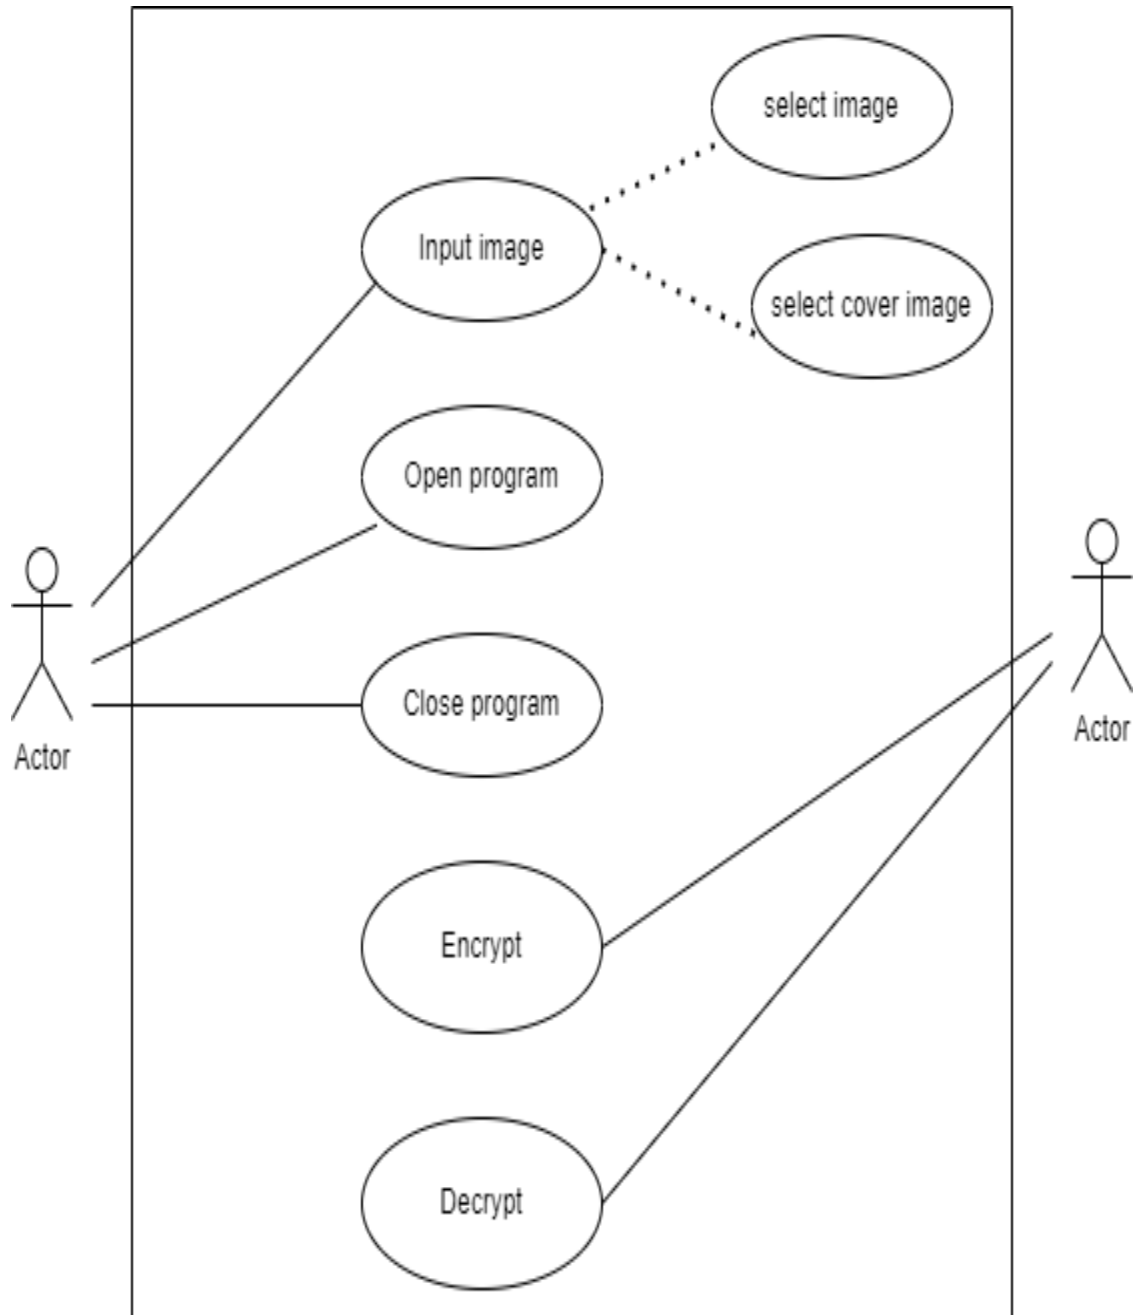 select image
Input image
select cover image
Open program
Close program
Actor
Actor
Encrypt
Decrypt